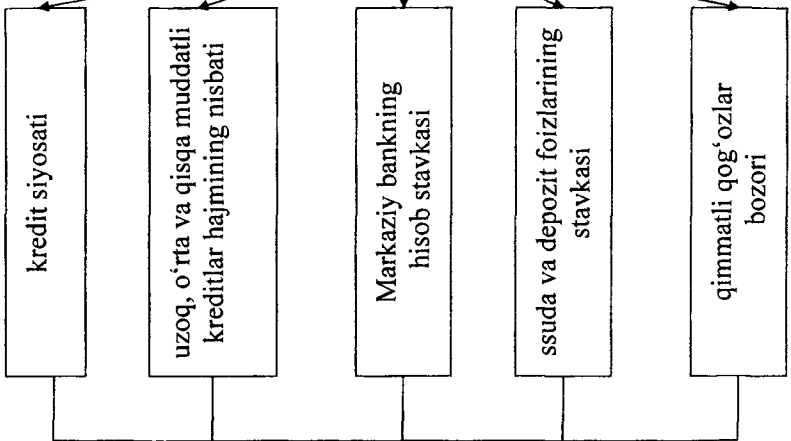 kredit siyosati
uzoq, o‘rta va qisqa muddatli
kreditlar hajmining nisbati
Markaziy bankning
hisob stavkasi
ssuda va depozit foizlarining
stavkasi
qimmatli qog‘ozlar
bozori